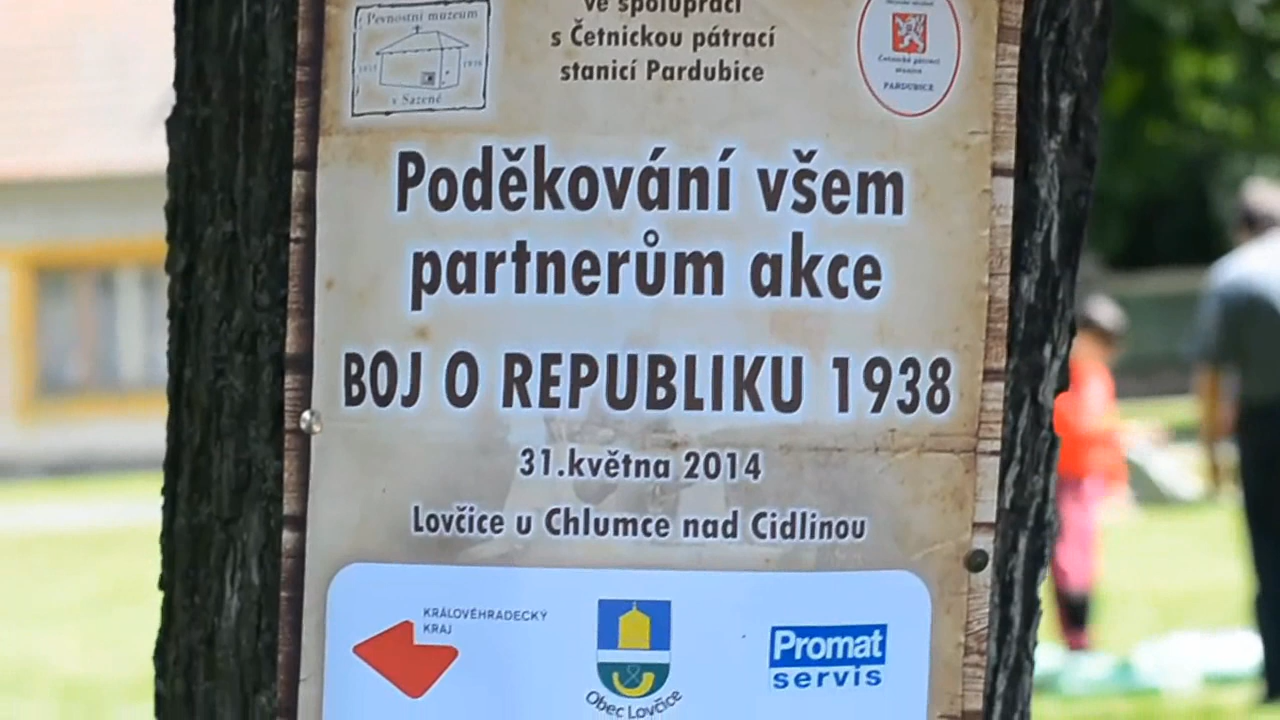 Pevnostní muzeum
v Sazené
ve spolupráci
s Četnickou pátrací
stanicí Pardubice
Četnická pátrací
stanice
PARDUBICE
Poděkování všem
partnerům akce
BOJ O REPUBLIKU 1938
31.května 2014
Lovčice u Chlumce nad Cidlinou
KRÁLOVÉHRADECKÝ
KRAJ
Obec Lovčice
Promat
servis